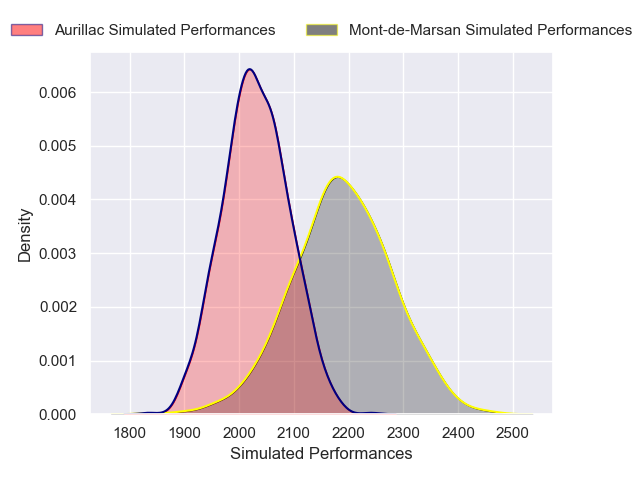 Aurillac Simulated Performances Mont-de-Marsan Simulated Performances
0.006
0.005
0.004
0.003
0.002
0.001
0.000
Density
1800 1900 2000 2100 2200 2300 2400 2500
Simulated Performances